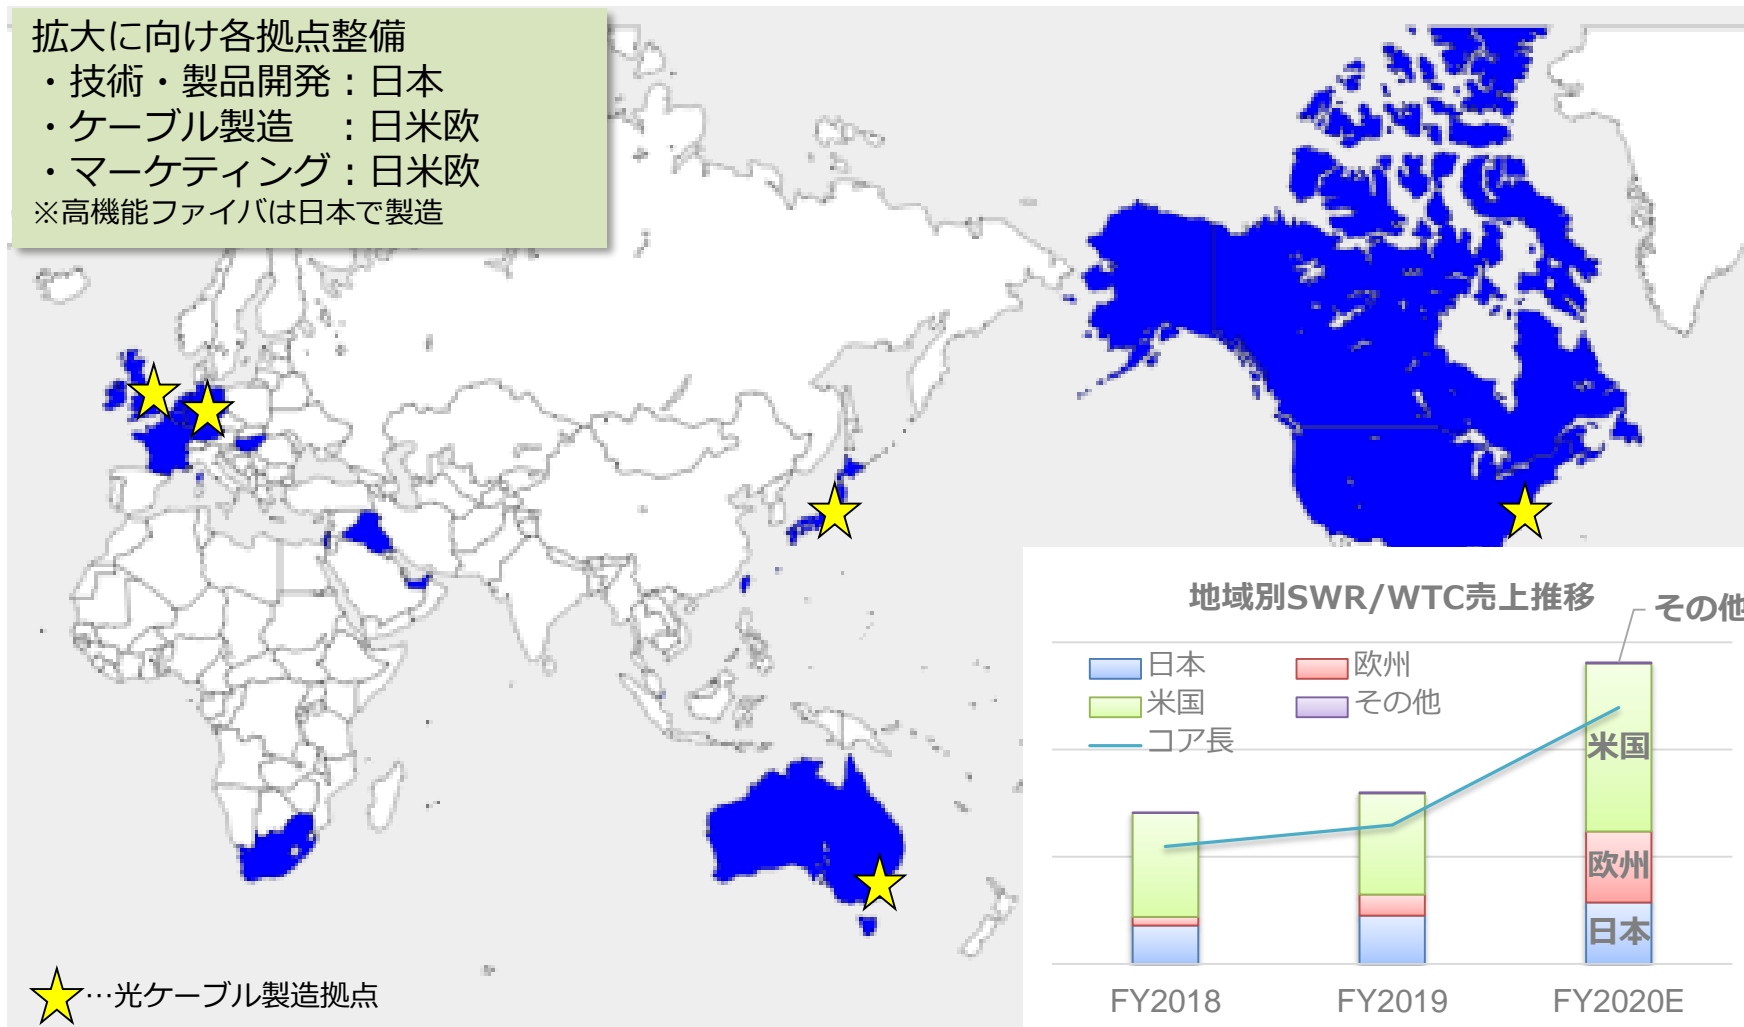 拡大に向け各拠点整備
・技術・製品開発：日本
・ケーブル製造　：日米欧
・マーケティング：日米欧
※高機能ファイバは日本で製造
地域別SWR/WTC売上推移
その他
日本
欧州
米国
その他
コア長
米国
欧州
日本
FY2018
FY2019
FY2020E
…光ケーブル製造拠点